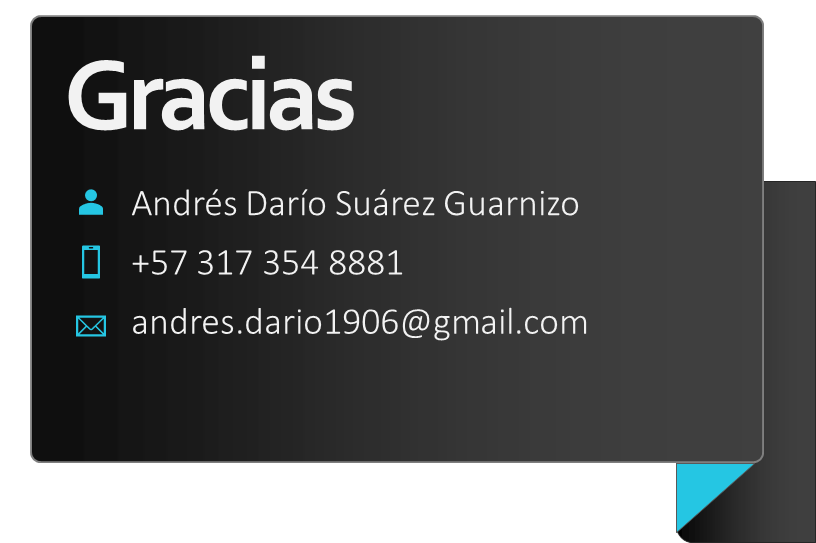 Gracias
Andrés Darío Suárez Guarnizo
+57 317 354 8881
andres.dario1906@gmail.com